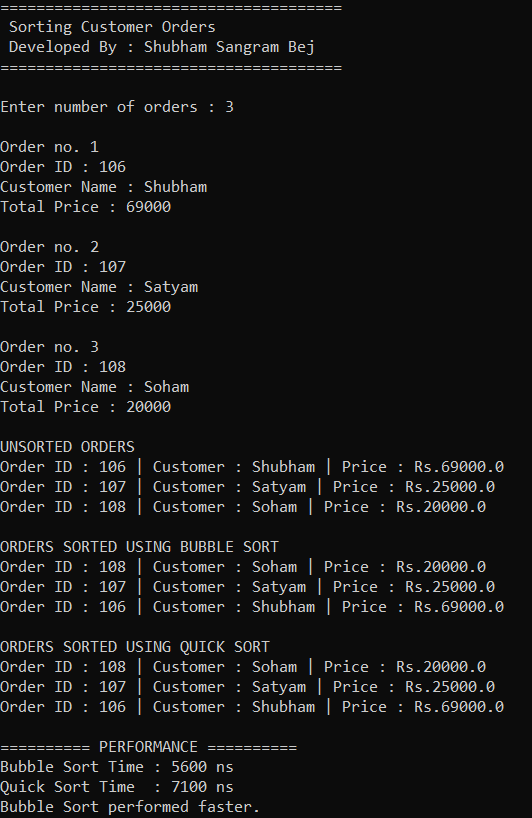 ======================================
Sorting Customer Orders
Developed By : Shubham Sangram Bej
======================================
Enter number of orders : 3
Order no. 1
Order ID : 106
Customer Name : Shubham
Total Price : 69000
Order no. 2
Order ID : 107
Customer Name : Satyam
Total Price : 25000
Order no. 3
Order ID : 108
Customer Name : Soham
Total Price : 20000
UNSORTED ORDERS
Order ID : 106 | Customer : Shubham | Price : Rs.69000.0
Order ID : 107 | Customer : Satyam | Price : Rs.25000.0
Order ID : 108 | Customer : Soham | Price : Rs.20000.0
ORDERS SORTED USING BUBBLE SORT
Order ID : 108 | Customer : Soham | Price : Rs.20000.0
Order ID : 107 | Customer : Satyam | Price : Rs.25000.0
Order ID : 106 | Customer : Shubham | Price : Rs.69000.0
ORDERS SORTED USING QUICK SORT
Order ID : 108 | Customer : Soham | Price : Rs.20000.0
Order ID : 107 | Customer : Satyam | Price : Rs.25000.0
Order ID : 106 | Customer : Shubham | Price : Rs.69000.0
========== PERFORMANCE ==========
Bubble Sort Time : 5600 ns
Quick Sort Time  : 7100 ns
Bubble Sort performed faster.